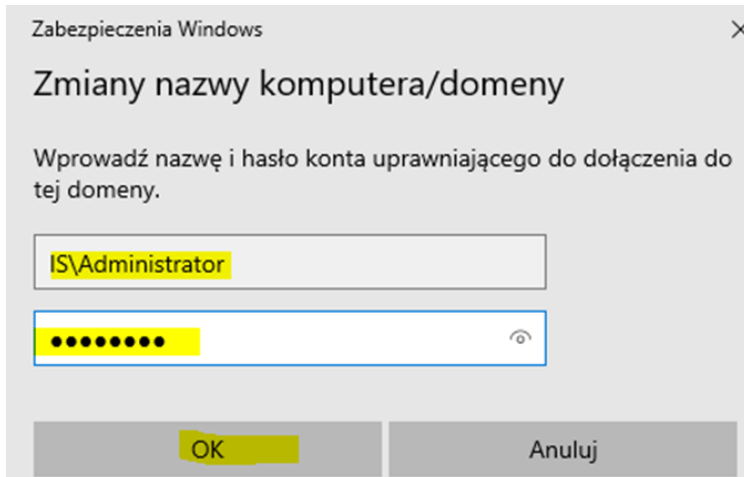 Zabezpieczenia Windows
Zmiany nazwy komputera/domeny
Wprowadź nazwę i hasło konta uprawniającego do dołączenia do
tej domeny.
IS\Administrator
●●●●●●●●
OK
Anuluj